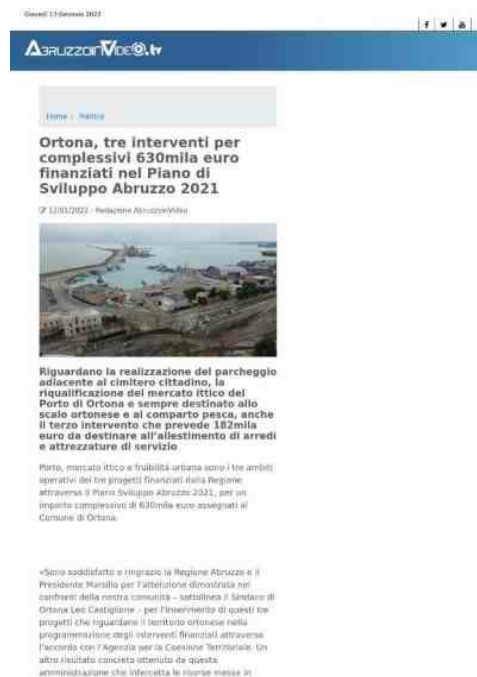 Giovedì 13 Gennaio 2022
AbruzzoinVideo.tv
Home / Politica
Ortona, tre interventi per
complessivi 630mila euro
finanziati nel Piano di
Sviluppo Abruzzo 2021
12/01/2022 - Redazione AbruzzoinVideo
Riguardano la realizzazione del parcheggio
adiacente al cimitero cittadino, la
riqualificazione del mercato ittico del
Porto di Ortona e sempre destinato allo
scalo ortonese e al comparto pesca, anche
il terzo intervento che prevede 182mila
euro da destinare all'allestimento di arredi
e attrezzature di servizio
Porto, mercato ittico e fruibilità urbana sono i tre ambiti
operativi dei tre progetti finanziati dalla Regione
attraverso il Piano Sviluppo Abruzzo 2021, per un
importo complessivo di 630mila euro assegnati al
Comune di Ortona.
«Sono soddisfatto e ringrazio la Regione Abruzzo e il
Presidente Marsilio per l'attenzione dimostrata nei
confronti della nostra comunità – sottolinea il Sindaco di
Ortona Leo Castiglione – per l'inserimento di questi tre
progetti che riguardano il territorio ortonese nella
programmazione degli interventi finanziati attraverso
l'accordo con l'Agenzia per la Coesione Territoriale. Un
altro risultato concreto ottenuto da questa
amministrazione che intercetta le risorse messe in